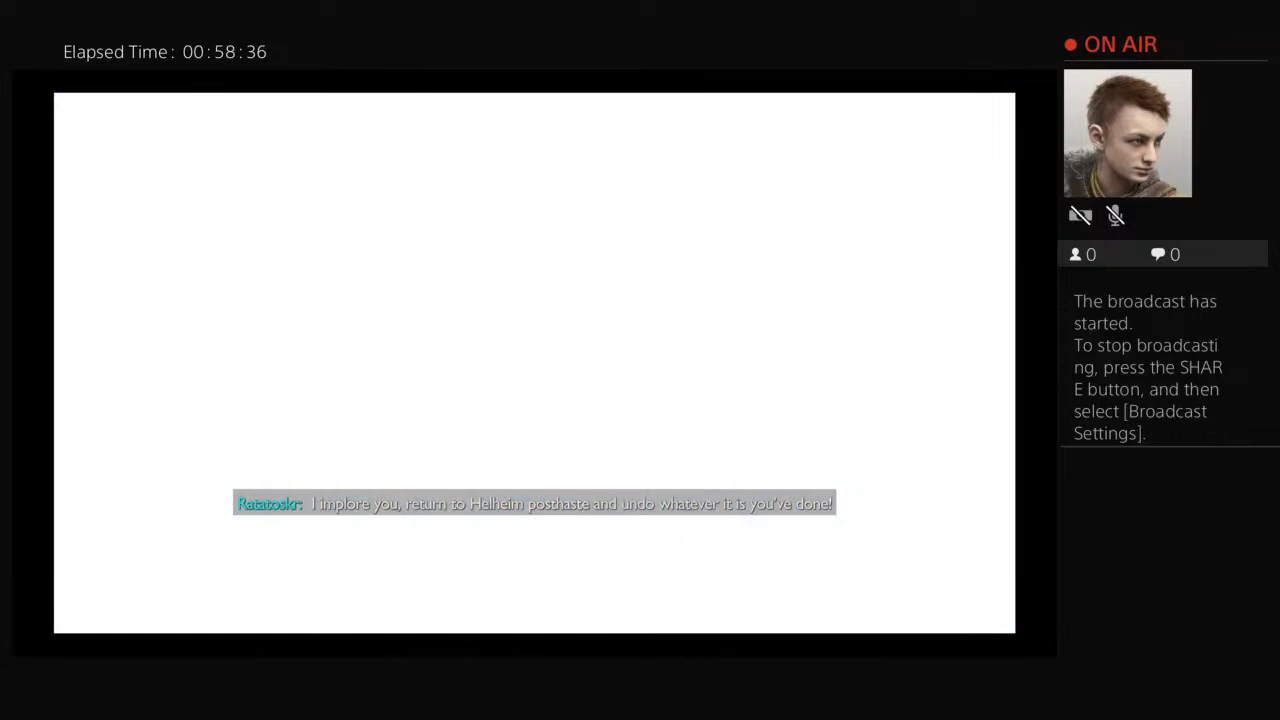 Elapsed Time: 00:58:36
ON AIR
0 0
The broadcast has
started.
To stop broadcasti
ng, press the SHAR
E button, and then
select [Broadcast
Settings].
Ratatoskr: I implore you, return to Helheim posthaste and undo whatever it is you've done!